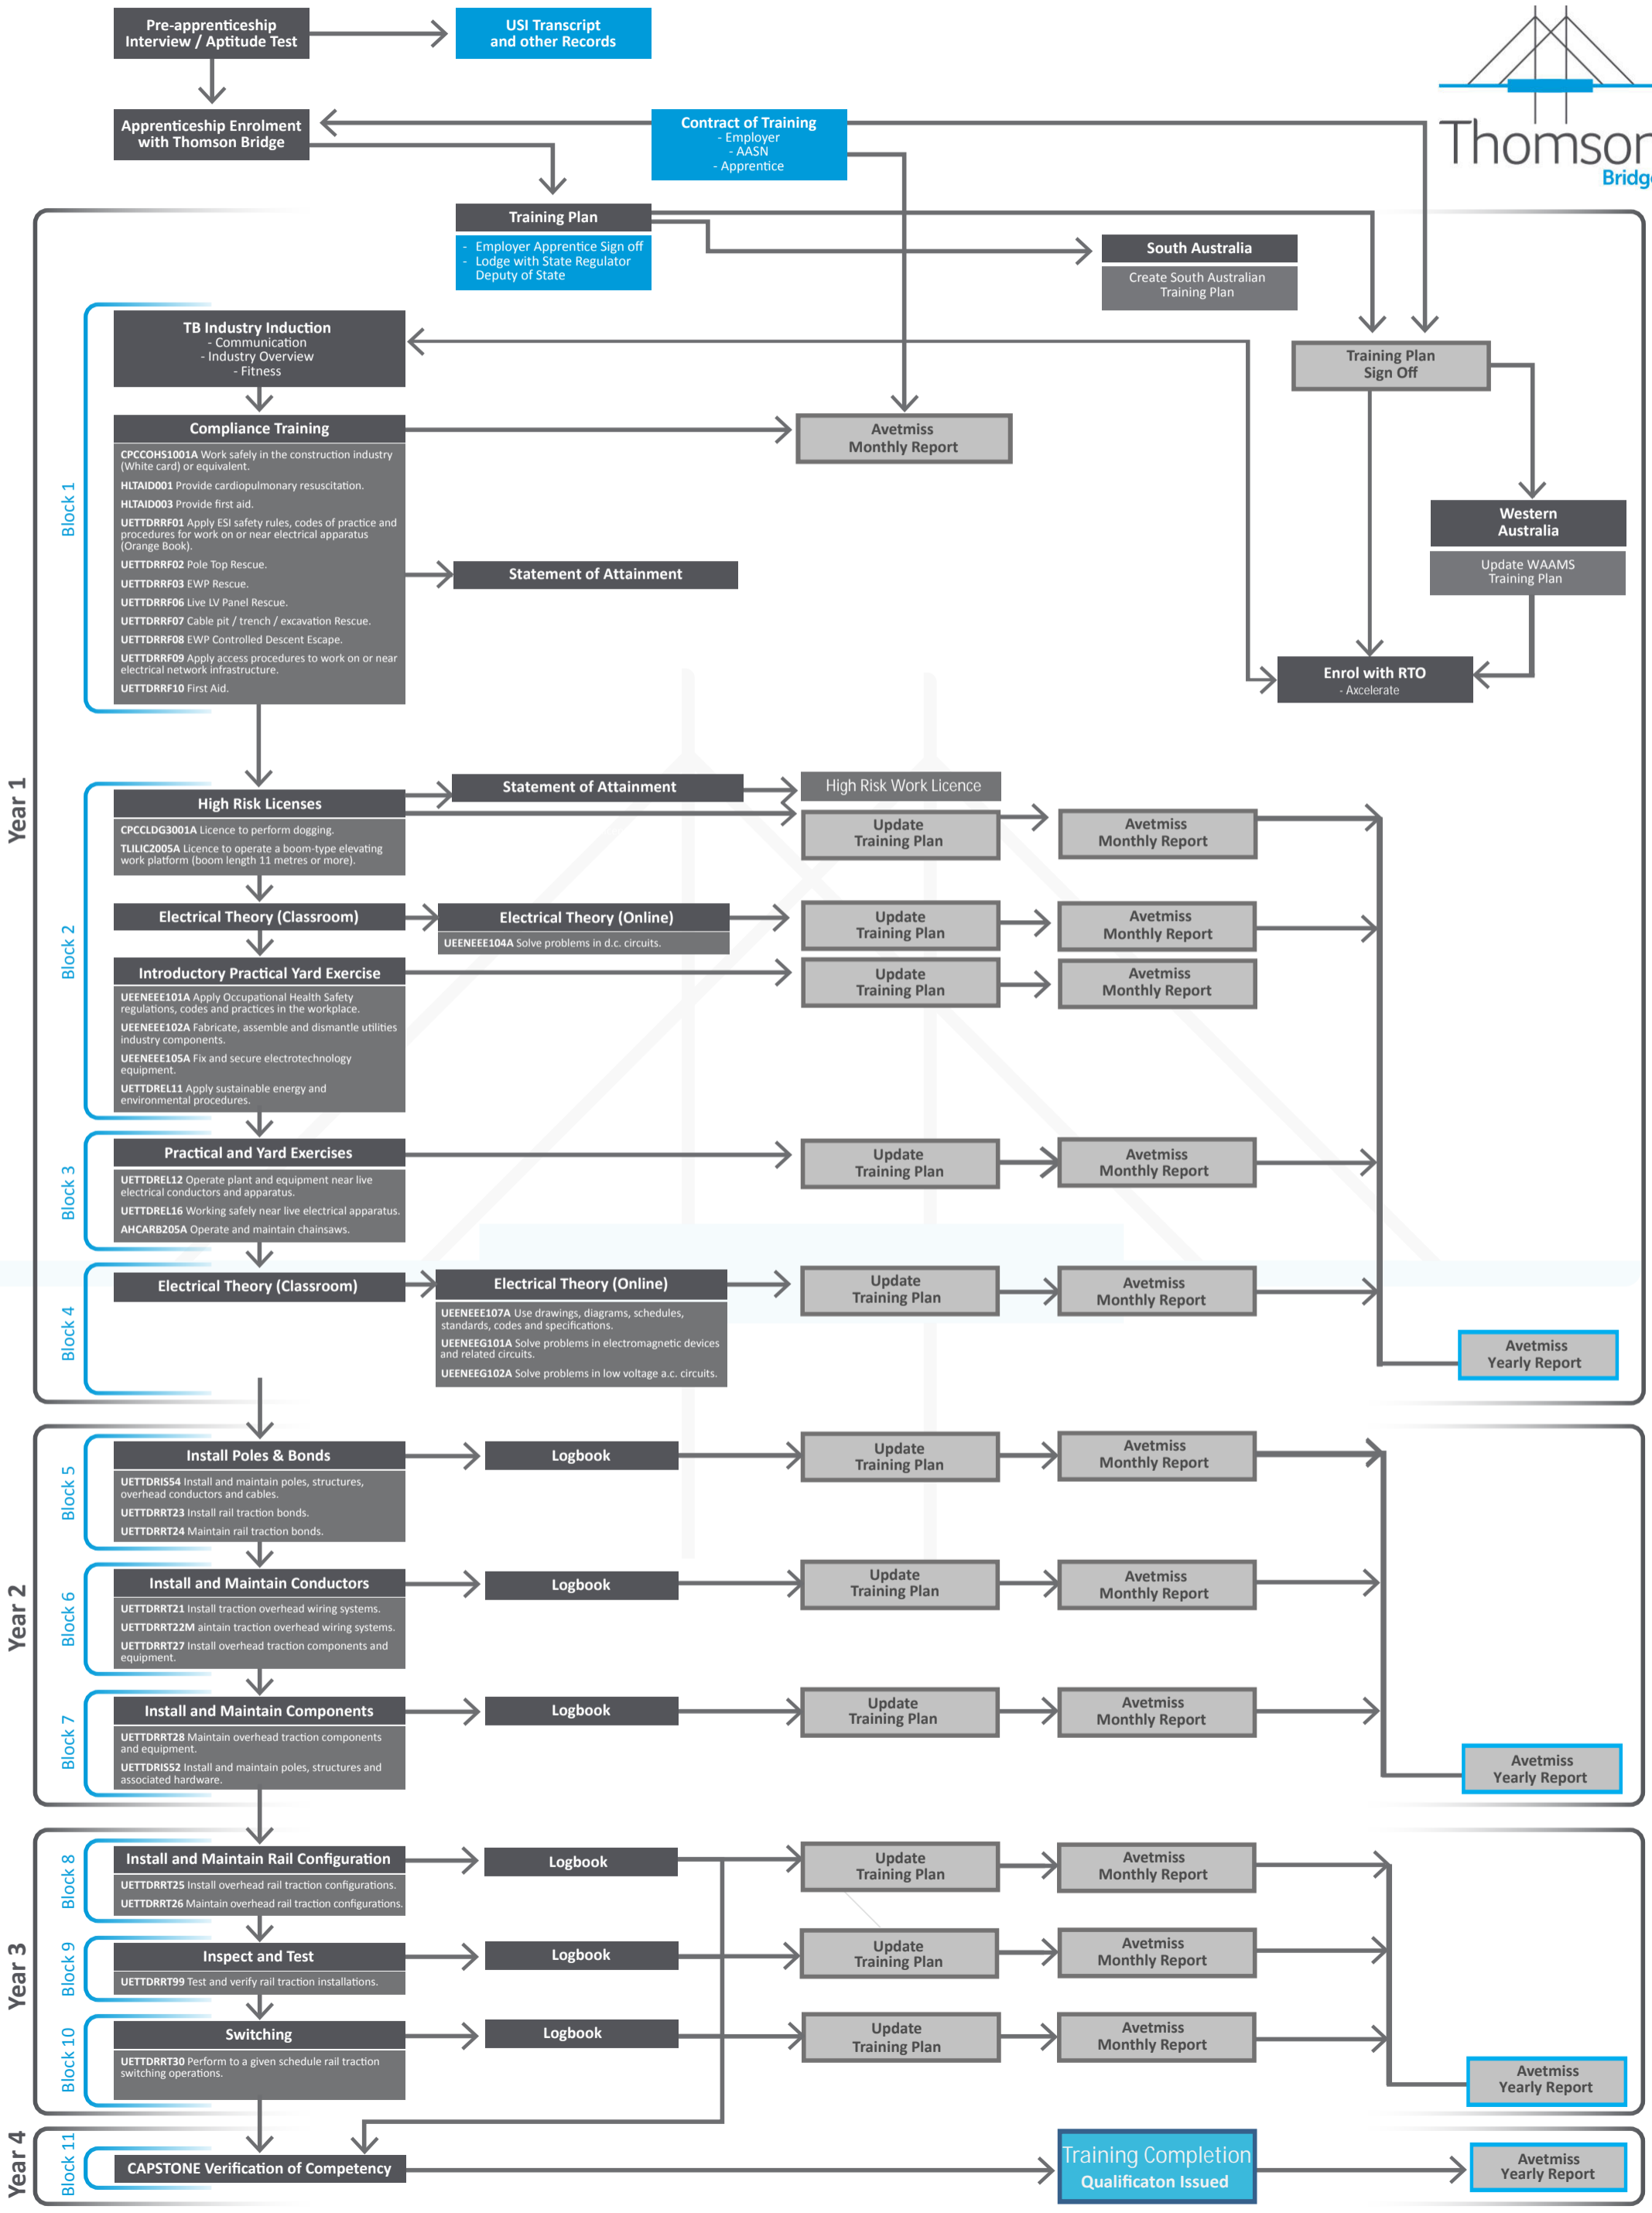 Pre-apprenticeship
Interview / Aptitude Test
USI Transcript
and other Records
Thomson
Bridge
Apprenticeship Enrolment
with Thomson Bridge
Contract of Training
- Employer
- AASN
- Apprentice
Training Plan
- Employer Apprentice Sign off
- Lodge with State Regulator
Deputy of State
South Australia
Create South Australian
Training Plan
Year 1
Block 1
TB Industry Induction
- Communication
- Industry Overview
- Fitness
Training Plan
Sign Off
Compliance Training
CPCCOHS1001A Work safely in the construction industry
(White card) or equivalent.
HLTAID001 Provide cardiopulmonary resuscitation.
HLTAID003 Provide first aid.
UETTDRRF01 Apply ESI safety rules, codes of practice and
procedures for work on or near electrical apparatus
(Orange Book).
UETTDRRF02 Pole Top Rescue.
UETTDRRF03 EWP Rescue.
UETTDRRF06 Live LV Panel Rescue.
UETTDRRF07 Cable pit / trench / excavation Rescue.
UETTDRRF08 EWP Controlled Descent Escape.
UETTDRRF09 Apply access procedures to work on or near
electrical network infrastructure.
UETTDRRF10 First Aid.
Avetmiss
Monthly Report
Statement of Attainment
Western
Australia
Update WAAMS
Training Plan
Enrol with RTO
- Axcelerate
Block 2
High Risk Licenses
CPCCLDG3001A Licence to perform dogging.
TLILIC2005A Licence to operate a boom-type elevating
work platform (boom length 11 metres or more).
Statement of Attainment
High Risk Work Licence
Update
Training Plan
Avetmiss
Monthly Report
Electrical Theory (Classroom)
Electrical Theory (Online)
UEENEEE104A Solve problems in d.c. circuits.
Update
Training Plan
Avetmiss
Monthly Report
Introductory Practical Yard Exercise
UEENEEE101A Apply Occupational Health Safety
regulations, codes and practices in the workplace.
UEENEEE102A Fabricate, assemble and dismantle utilities
industry components.
UEENEEE105A Fix and secure electrotechnology
equipment.
UETTDREL11 Apply sustainable energy and
environmental procedures.
Update
Training Plan
Avetmiss
Monthly Report
Block 3
Practical and Yard Exercises
UETTDREL12 Operate plant and equipment near live
electrical conductors and apparatus.
UETTDREL16 Working safely near live electrical apparatus.
AHCARB205A Operate and maintain chainsaws.
Update
Training Plan
Avetmiss
Monthly Report
Block 4
Electrical Theory (Classroom)
Electrical Theory (Online)
UEENEEE107A Use drawings, diagrams, schedules,
standards, codes and specifications.
UEENEEG101A Solve problems in electromagnetic devices
and related circuits.
UEENEEG102A Solve problems in low voltage a.c. circuits.
Update
Training Plan
Avetmiss
Monthly Report
Avetmiss
Yearly Report
Year 2
Block 5
Install Poles & Bonds
UETTDRIS54 Install and maintain poles, structures,
overhead conductors and cables.
UETTDRRT23 Install rail traction bonds.
UETTDRRT24 Maintain rail traction bonds.
Logbook
Update
Training Plan
Avetmiss
Monthly Report
Block 6
Install and Maintain Conductors
UETTDRRT21 Install traction overhead wiring systems.
UETTDRRT22M aintain traction overhead wiring systems.
UETTDRRT27 Install overhead traction components and
equipment.
Logbook
Update
Training Plan
Avetmiss
Monthly Report
Block 7
Install and Maintain Components
UETTDRRT28 Maintain overhead traction components
and equipment.
UETTDRIS52 Install and maintain poles, structures and
associated hardware.
Logbook
Update
Training Plan
Avetmiss
Monthly Report
Avetmiss
Yearly Report
Year 3
Block 8
Install and Maintain Rail Configuration
UETTDRRT25 Install overhead rail traction configurations.
UETTDRRT26 Maintain overhead rail traction configurations.
Logbook
Update
Training Plan
Avetmiss
Monthly Report
Block 9
Inspect and Test
UETTDRRT99 Test and verify rail traction installations.
Logbook
Update
Training Plan
Avetmiss
Monthly Report
Block 10
Switching
UETTDRRT30 Perform to a given schedule rail traction
switching operations.
Logbook
Update
Training Plan
Avetmiss
Monthly Report
Avetmiss
Yearly Report
Year 4
Block 11
CAPSTONE Verification of Competency
Training Completion
Qualificaton Issued
Avetmiss
Yearly Report